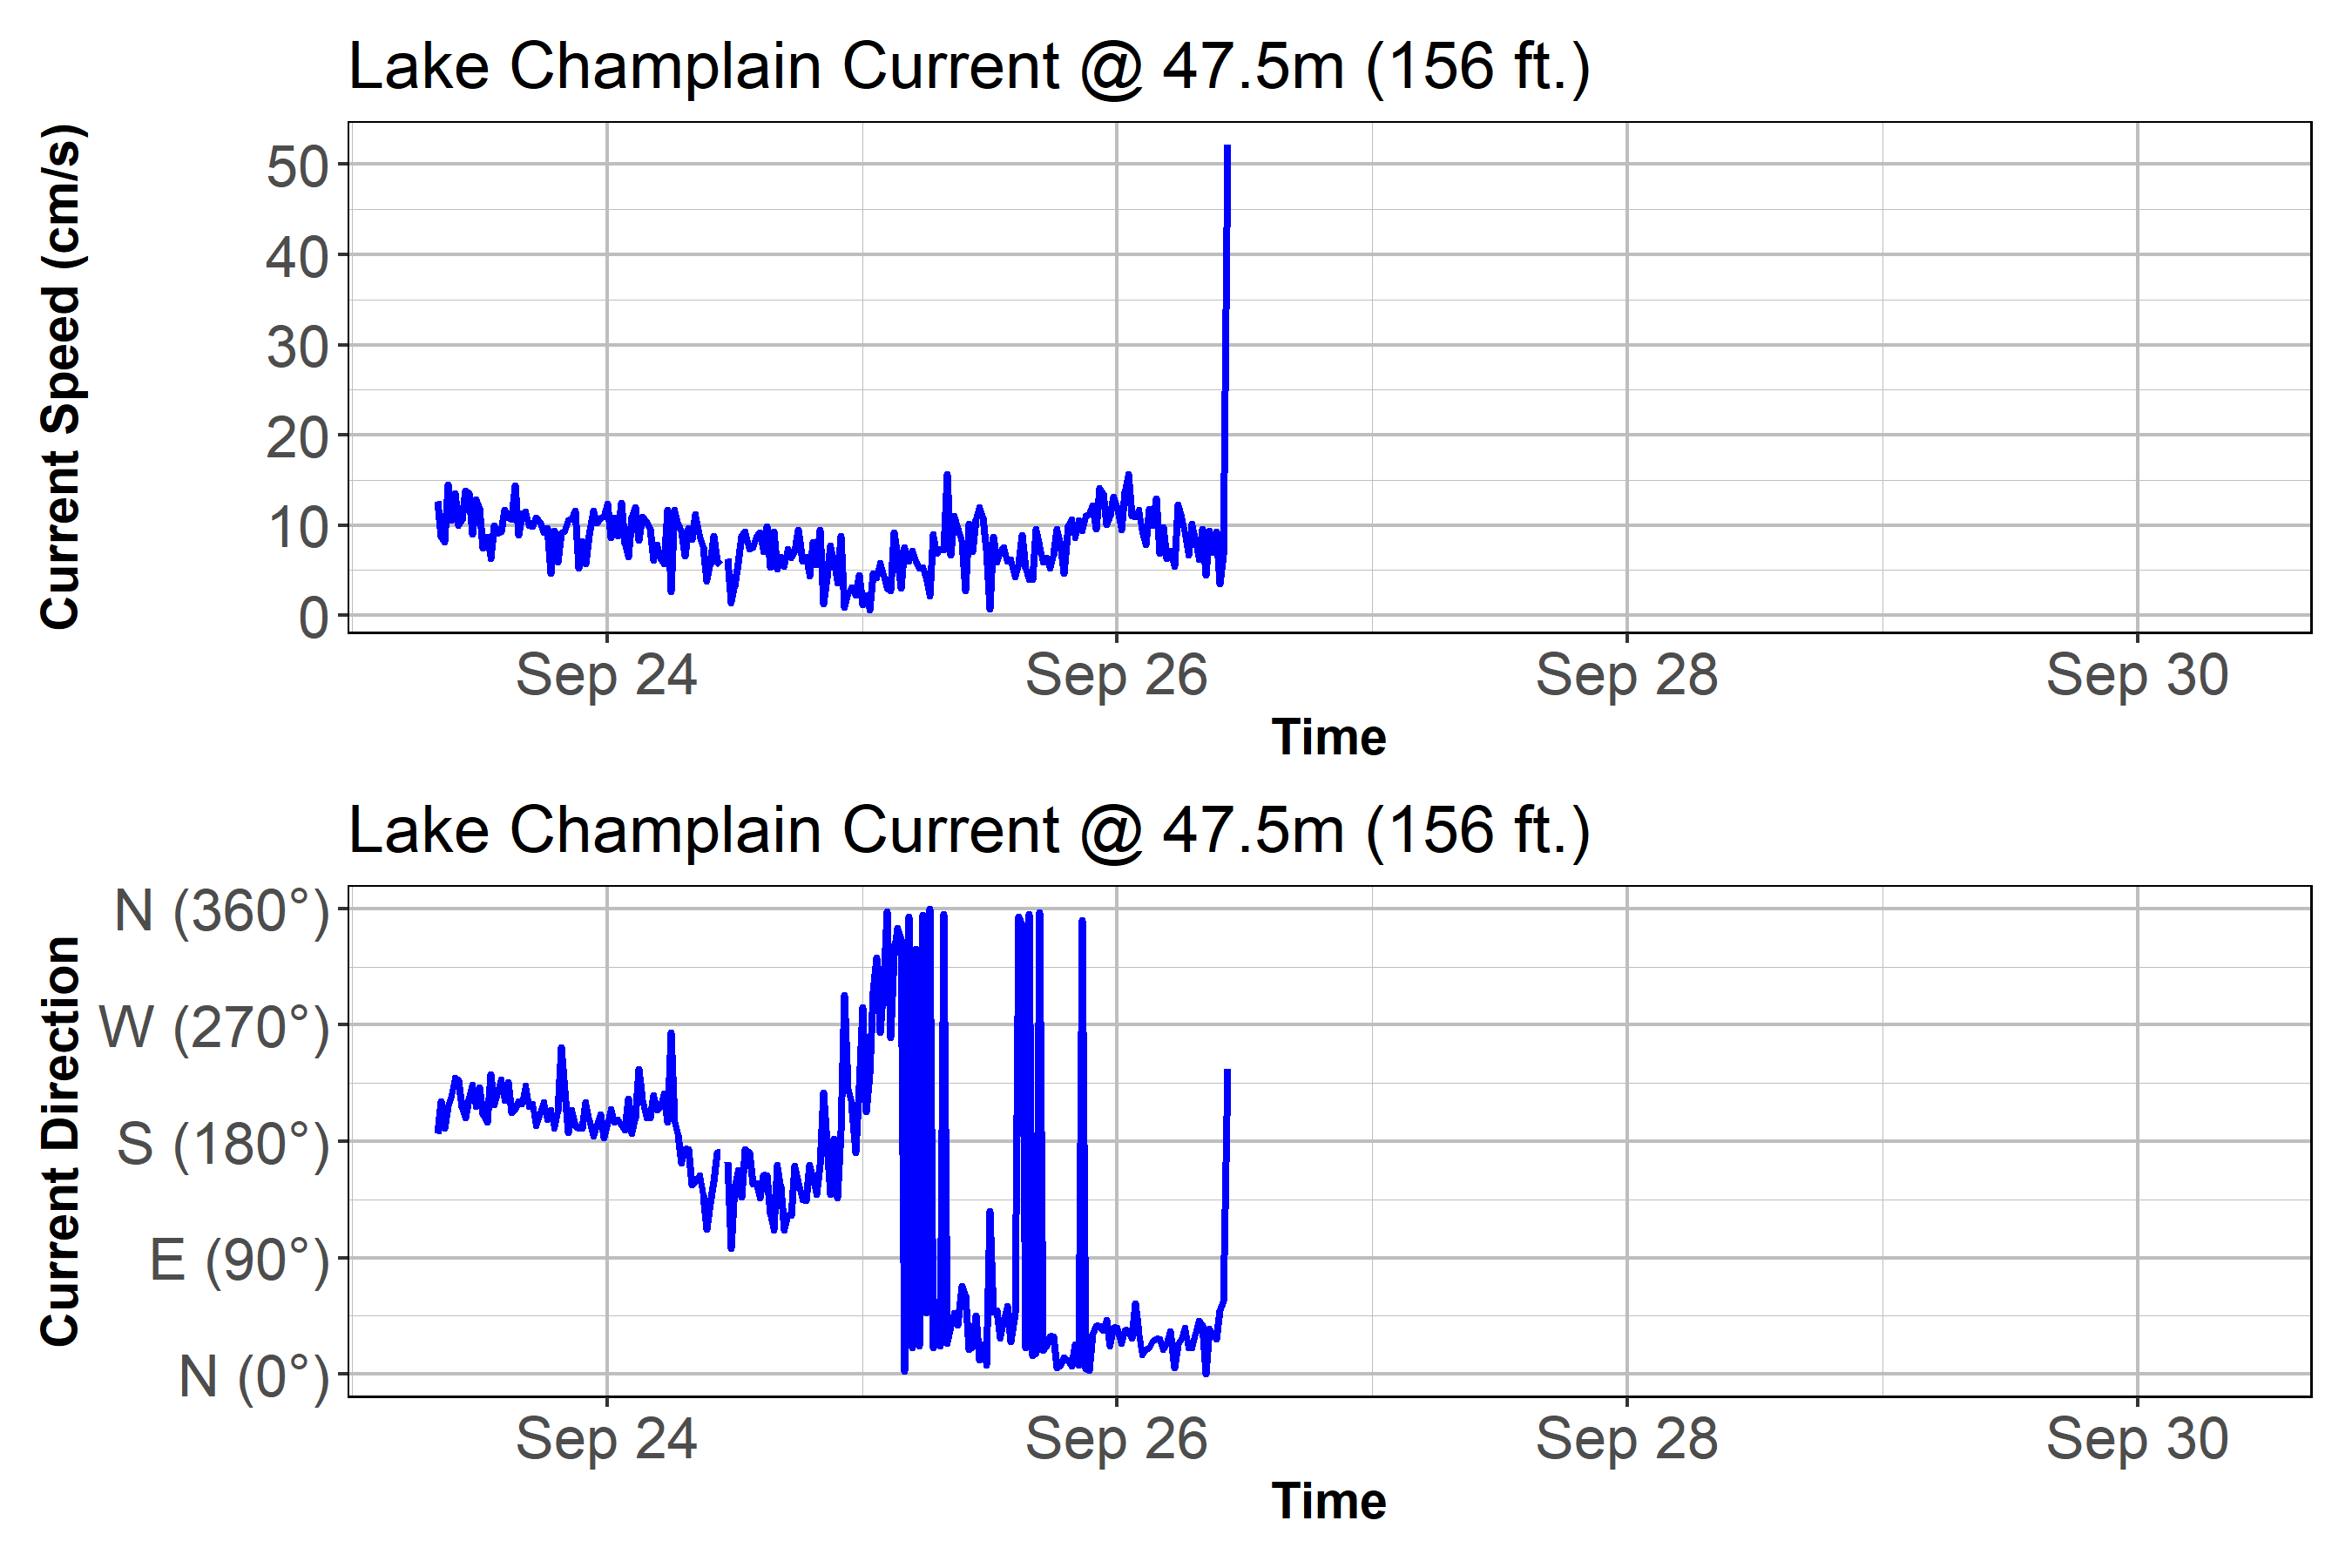 Lake Champlain Current @ 47.5m (156 ft.)
Current Speed (cm/s)
50
40
30
20
10
0
Sep 24 Sep 26 Sep 28 Sep 30
Time
Lake Champlain Current @ 47.5m (156 ft.)
Current Direction
N (360°)
W (270°)
S (180°)
E (90°)
N (0°)
Sep 24 Sep 26 Sep 28 Sep 30
Time